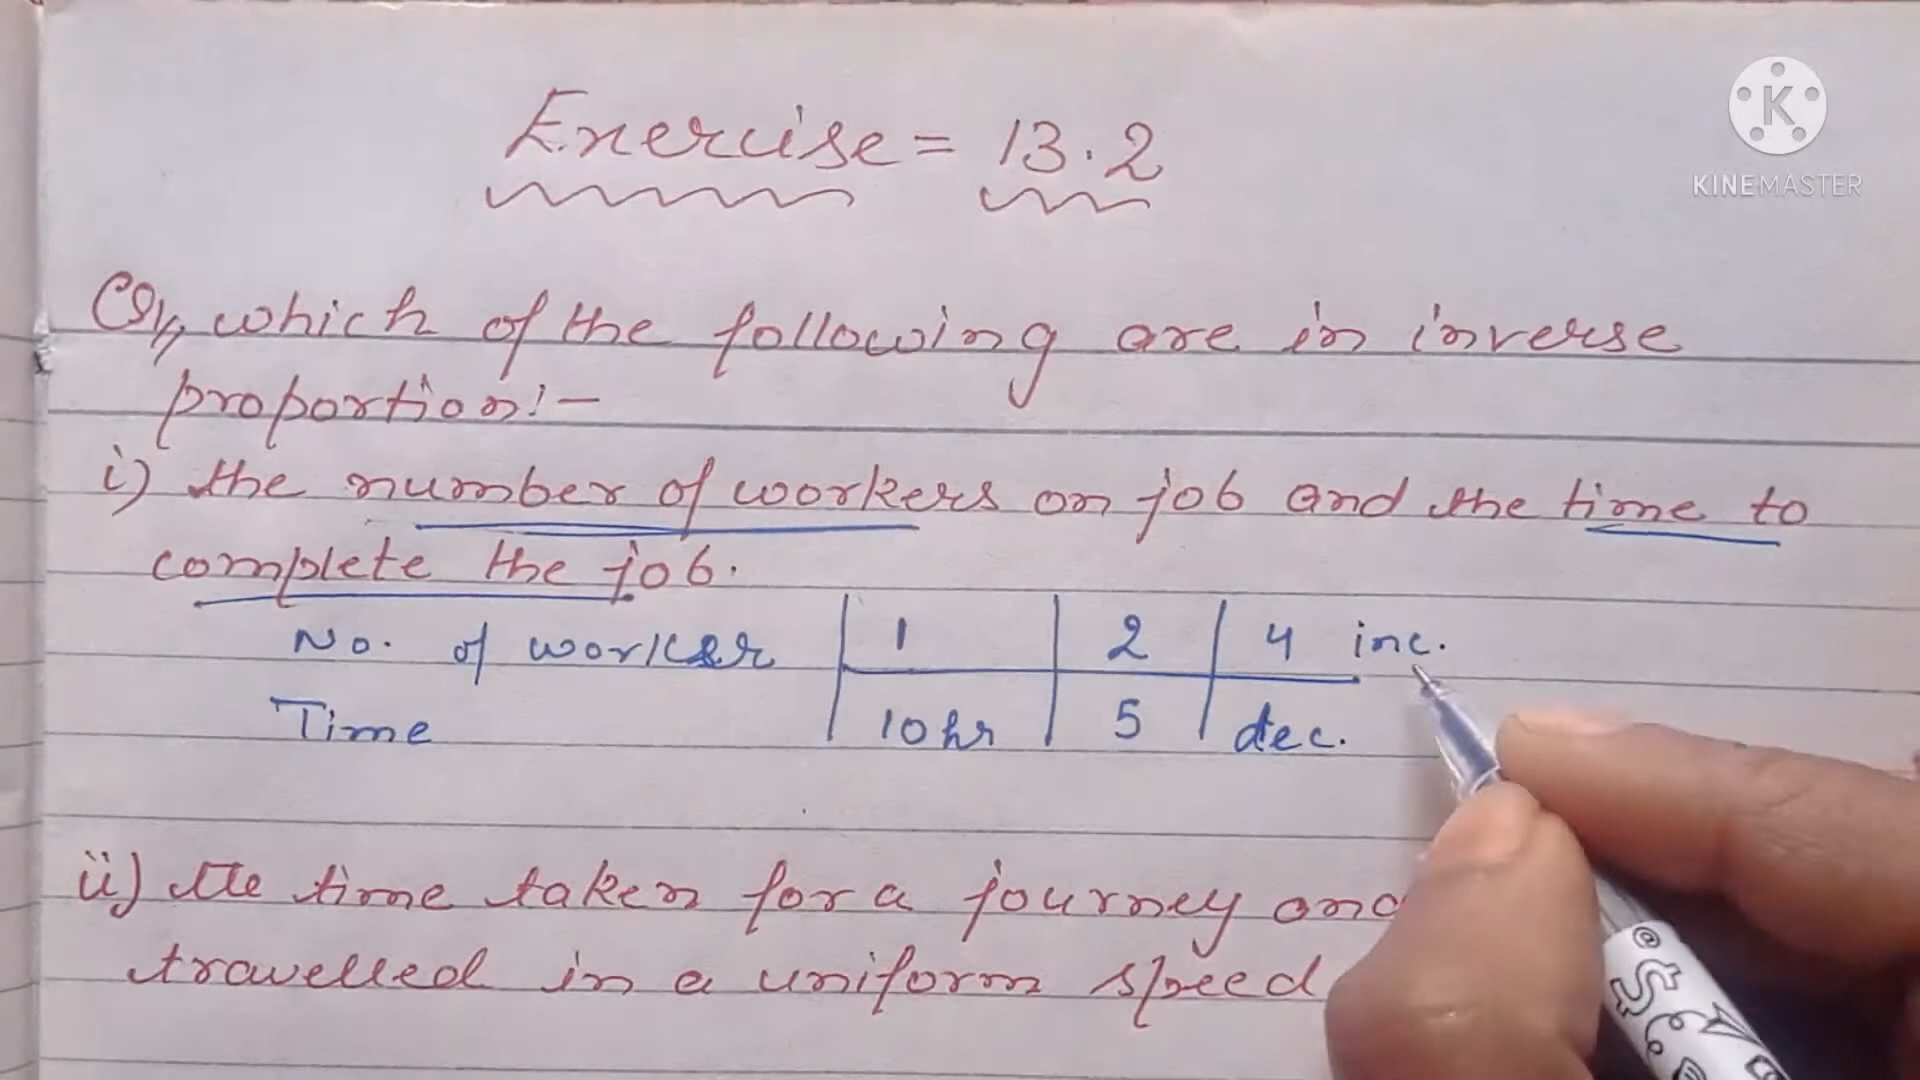 Exercise = 13.2
K
KINEMASTER
Q1, which of the following are in inverse
proportion:-
i) the number of workers on job and the time to
complete the job.
No. of worker | 1 | 2 | 4 inc.
Time | 10 hr | 5 | dec.
ii) the time taken for a journey and
travelled in a uniform speed
@
S